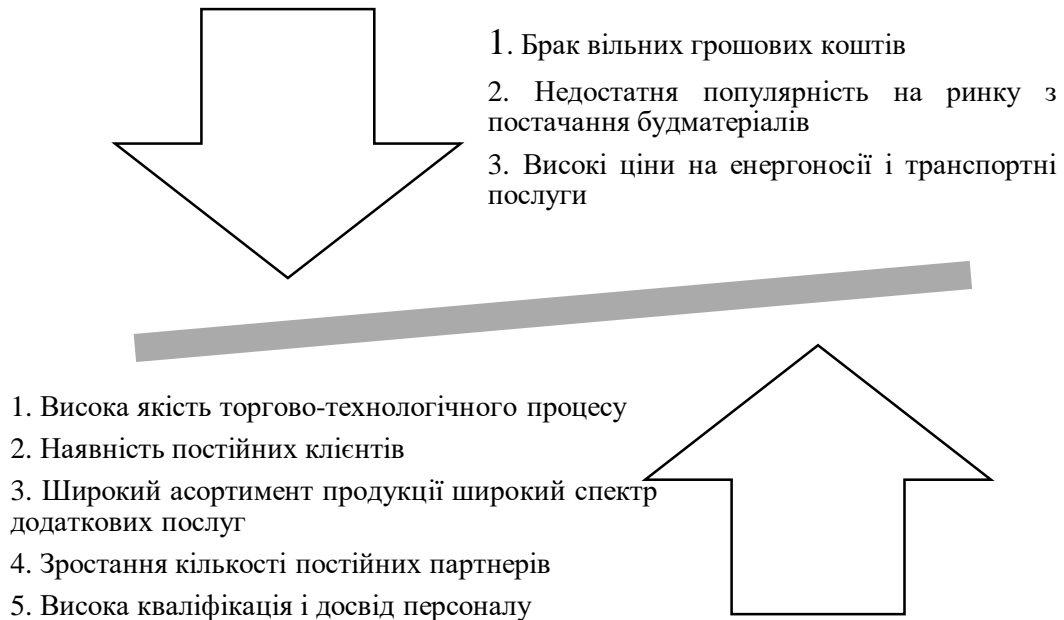 1. Брак вільних грошових коштів
2. Недостатня популярність на ринку з
постачання будматеріалів
3. Високі ціни на енергоносії і транспортні
послуги
1. Висока якість торгово-технологічного процесу
2. Наявність постійних клієнтів
3. Широкий асортимент продукції широкий спектр
додаткових послуг
4. Зростання кількості постійних партнерів
5. Висока кваліфікація і досвід персоналу